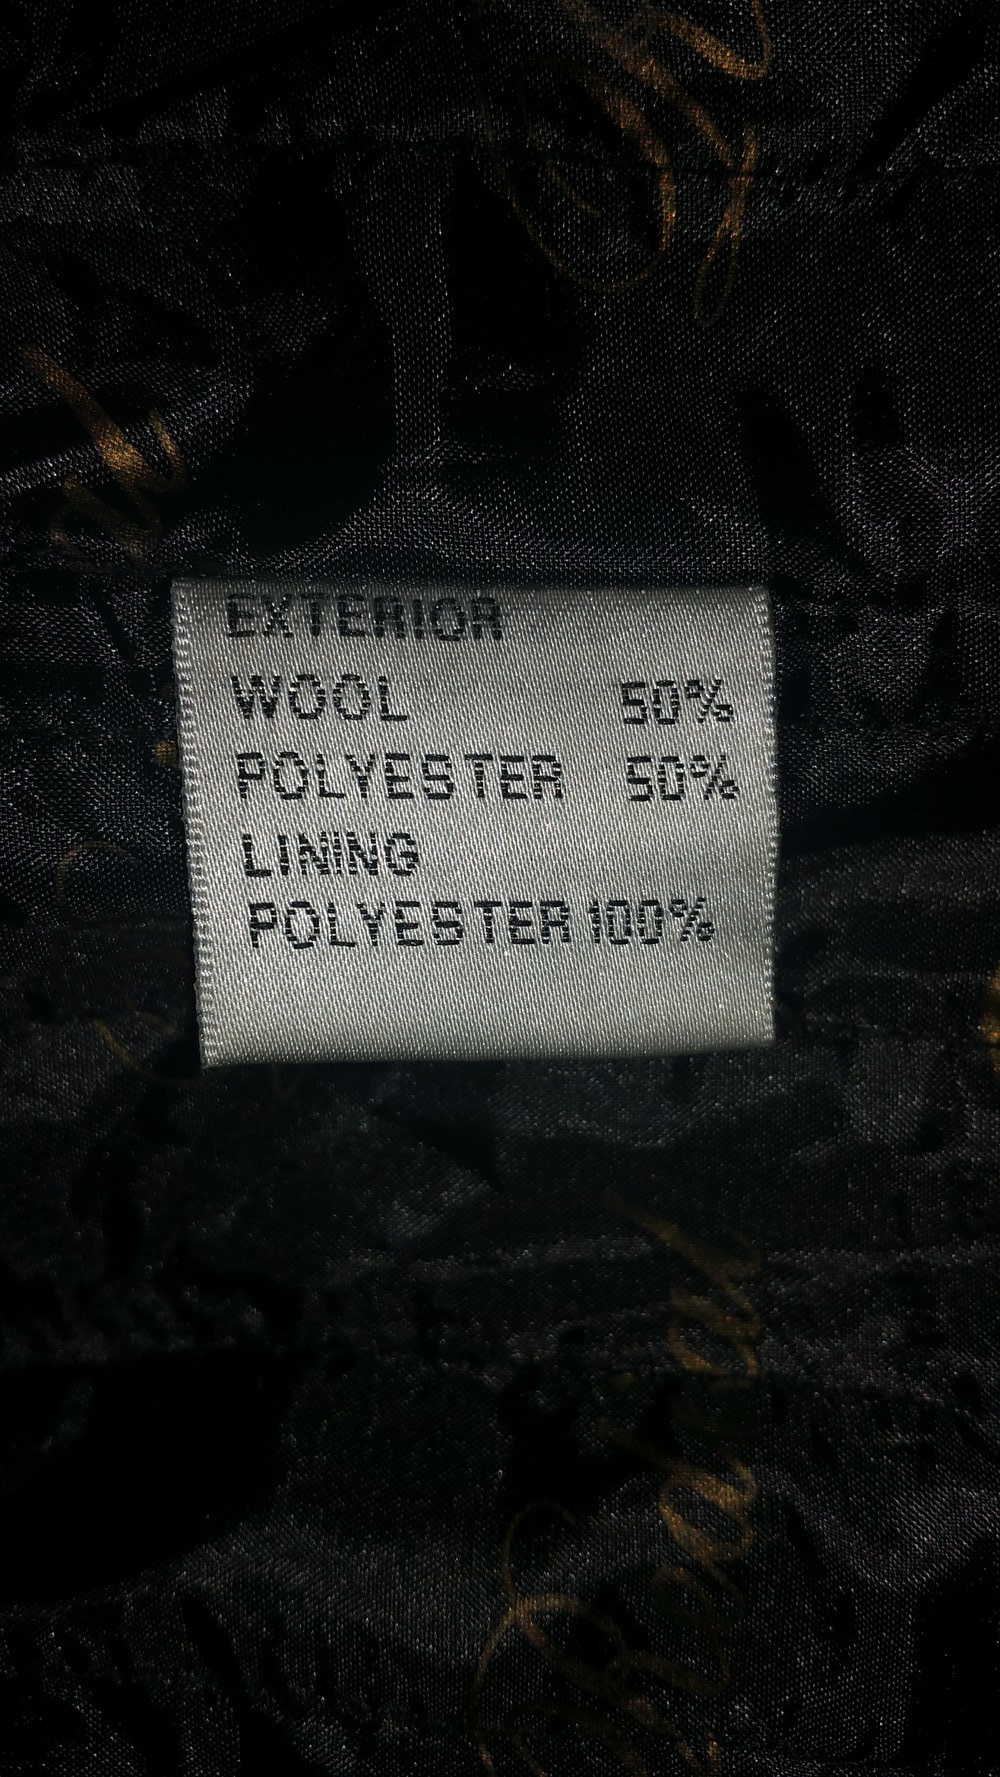 EXTERIOR
WOOL 50%
POLYESTER 50%
LINING
POLYESTER 100%